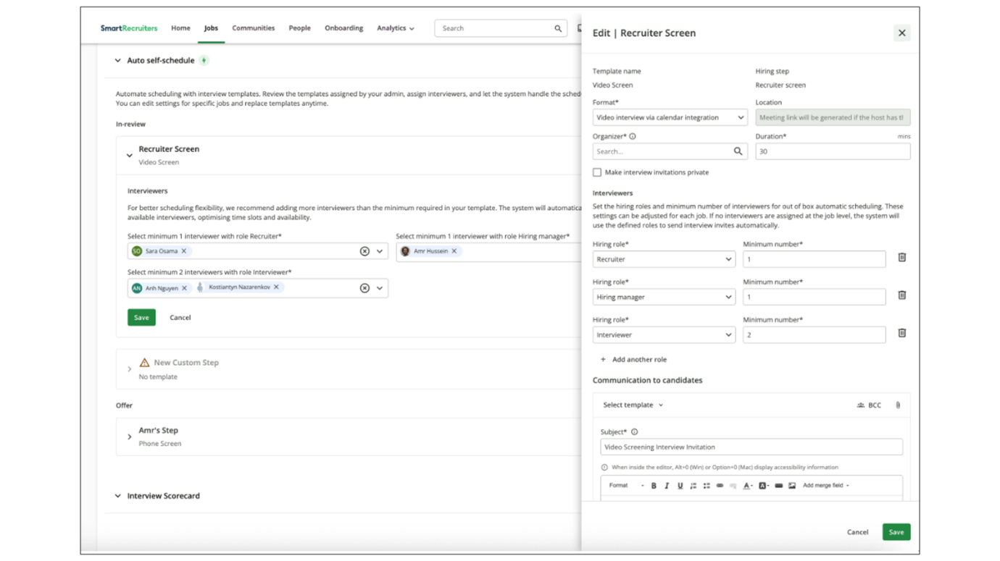 SmartRecruiters Home Jobs Communities People Onboarding Analytics Search
Auto self-schedule
Automate scheduling with interview templates. Review the templates assigned by your admin, assign interviewers, and let the system handle the sched
You can edit settings for specific jobs and replace templates anytime.
In-review
Recruiter Screen
Video Screen
Interviewers
For better scheduling flexibility, we recommend adding more interviewers than the minimum required in your template. The system will automatica
available interviewers, optimising time slots and availability.
Select minimum 1 interviewer with role Recruiter* Select minimum 1 interviewer with role Hiring manager*
SO Sara Osama Amr Hussein
Select minimum 2 interviewers with role Interviewer*
AN Anh Nguyen Kostiantyn Nazarenkov
Save Cancel
New Custom Step
No template
Offer
Amr's Step
Phone Screen
Interview Scorecard
Edit | Recruiter Screen
Template name Hiring step
Video Screen Recruiter screen
Format* Location
Video interview via calendar integration Meeting link will be generated if the host has tl
Organizer* Duration* mins
Search... 30
Make interview invitations private
Interviewers
Set the hiring roles and minimum number of interviewers for out of box automatic scheduling. These
settings can be adjusted for each job. If no interviewers are assigned at the job level, the system will
use the defined roles to send interview invites automatically.
Hiring role* Minimum number*
Recruiter 1
Hiring role* Minimum number*
Hiring manager 1
Hiring role* Minimum number*
Interviewer 2
+ Add another role
Communication to candidates
Select template BCC
Subject*
Video Screening Interview Invitation
When inside the editor, Alt+0 (Win) or Option+0 (Mac) display accessibility information
Format B I U A A Add merge field
Cancel Save